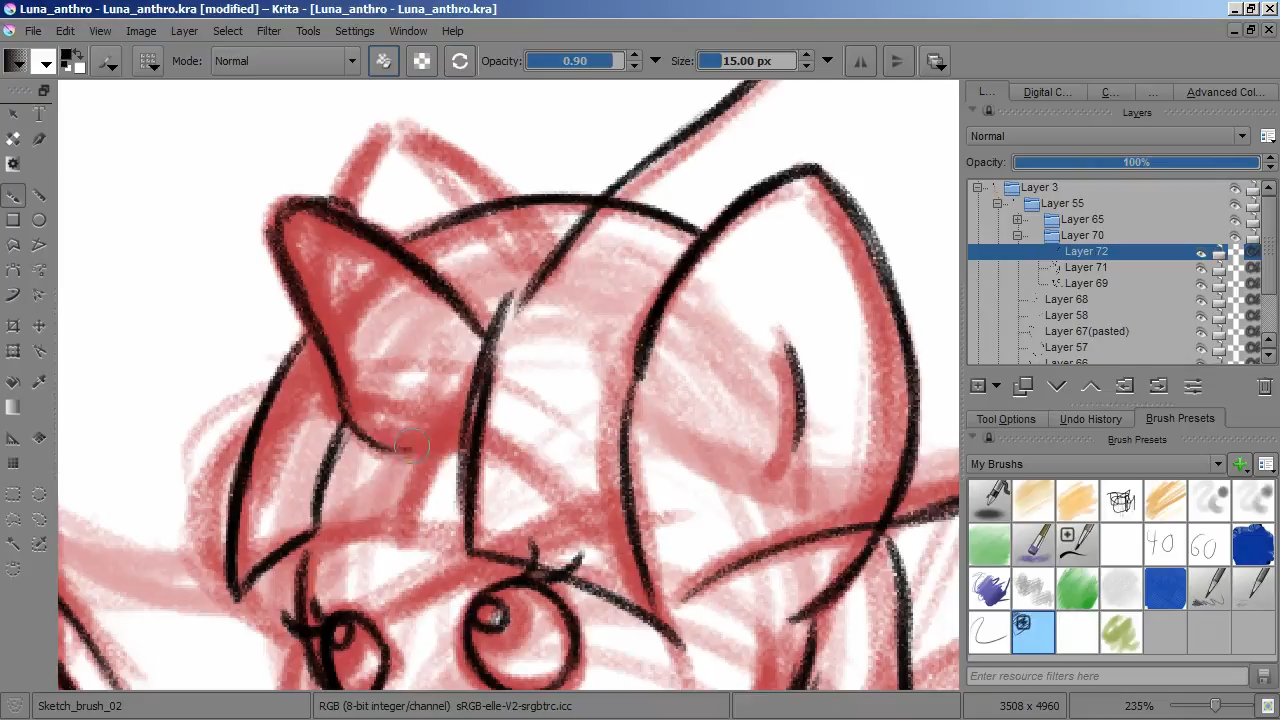 Luna_anthro.kra [modified] – Krita - [Luna_anthro - Luna_anthro.kra]
File Edit View Image Layer Select Filter Tools Settings Window Help
Mode: Normal Opacity: 0.90 Size: 15.00 px
L... Digital C... C... ... Advanced Col...
Layers
Normal
Opacity: 100%
Layer 3
Layer 55
Layer 65
Layer 70
Layer 72
Layer 71
Layer 69
Layer 68
Layer 58
Layer 67(pasted)
Layer 57
Layer 66
Tool Options Undo History Brush Presets
Brush Presets
My Brushes
40 60
Enter resource filters here
Sketch_brush_02 RGB (8-bit integer/channel) sRGB-elle-V2-srgbtrc.icc 3508 x 4960 235%